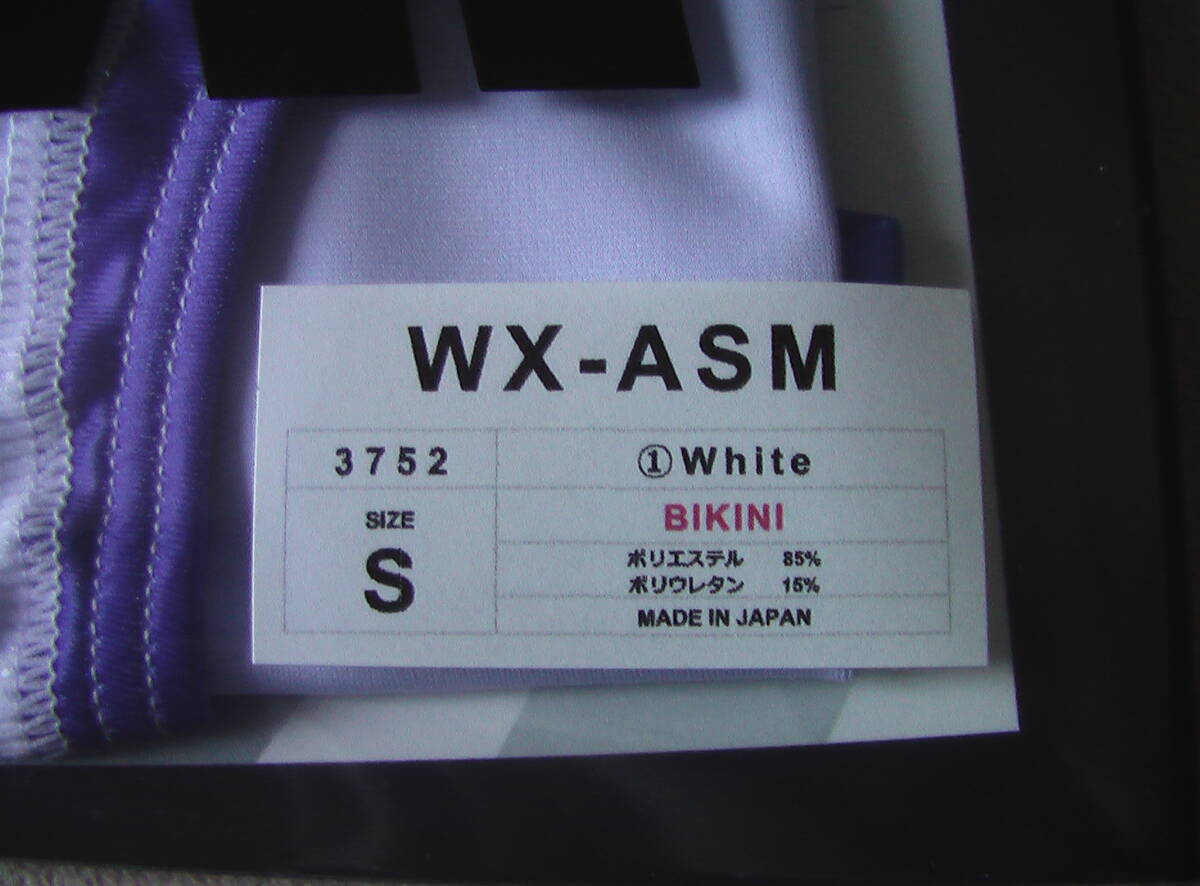 WX-ASM
3752
①White
SIZE
S
BIKINI
ポリエステル 85%
ポリウレタン 15%
MADE IN JAPAN